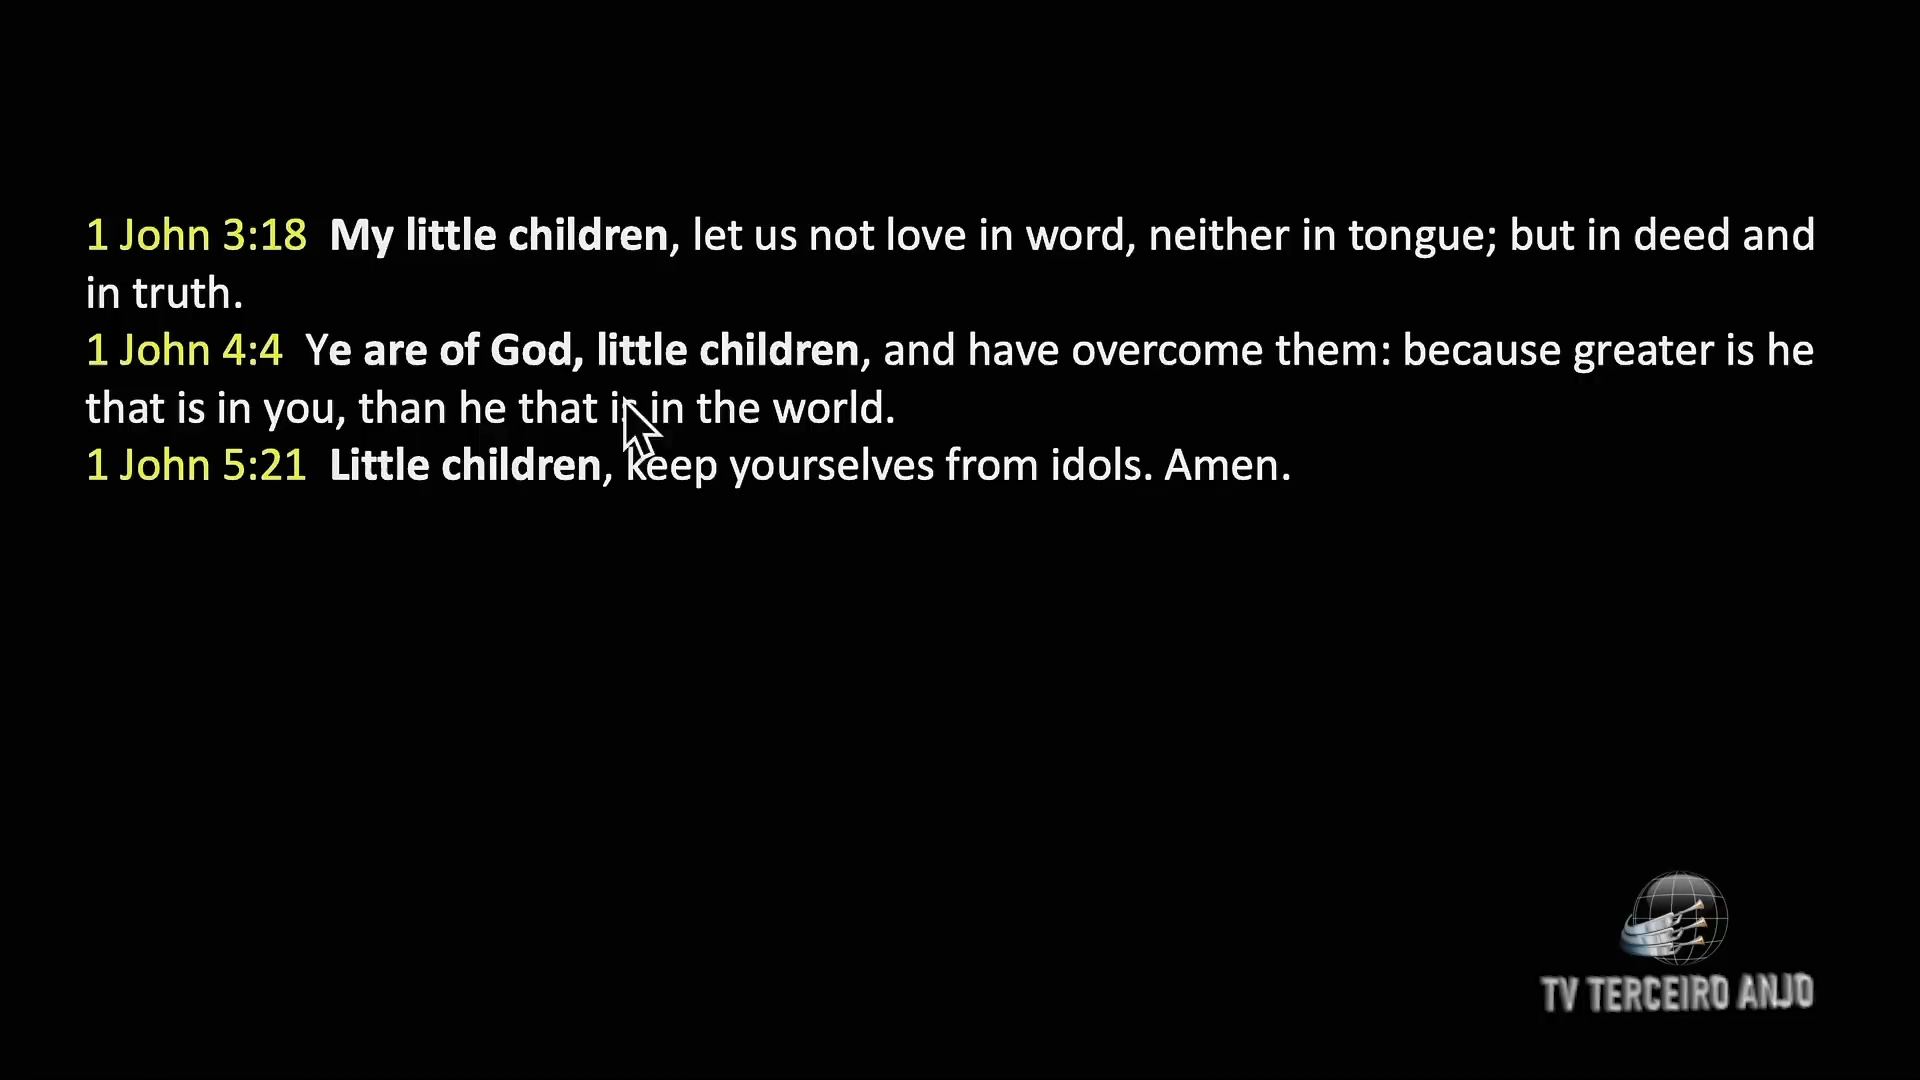 1 John 3:18  My little children, let us not love in word, neither in tongue; but in deed and
in truth.
1 John 4:4  Ye are of God, little children, and have overcome them: because greater is he
that is in you, than he that is in the world.
1 John 5:21  Little children, keep yourselves from idols. Amen.
TV TERCEIRO ANJO